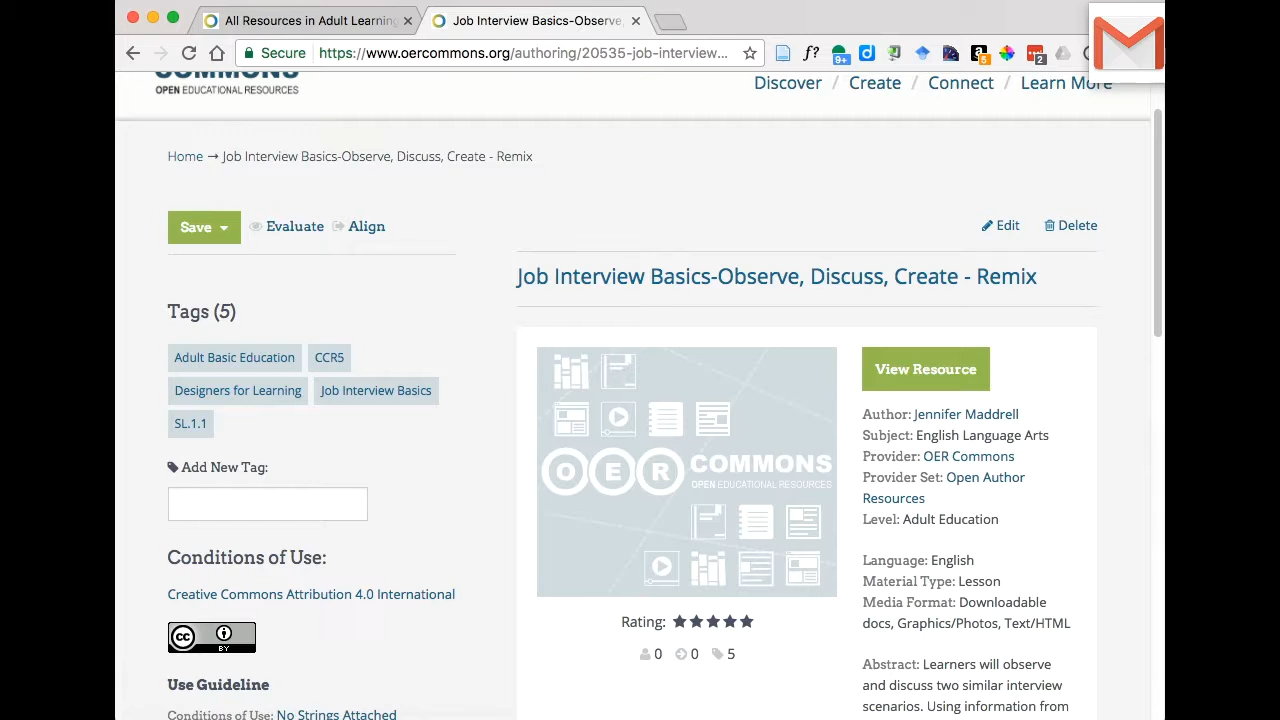 All Resources in Adult Learning
Job Interview Basics-Observe,
Secure
https://www.oercommons.org/authoring/20535-job-interview...
f?
9+
5
2
COMMONS
OPEN EDUCATIONAL RESOURCES
Discover / Create / Connect / Learn More
Home → Job Interview Basics-Observe, Discuss, Create - Remix
Save
Evaluate
Align
Edit
Delete
Job Interview Basics-Observe, Discuss, Create - Remix
Tags (5)
Adult Basic Education
CCR5
Designers for Learning
Job Interview Basics
SL.1.1
Add New Tag:
Conditions of Use:
Creative Commons Attribution 4.0 International
cc
BY
Use Guideline
Conditions of Use: No Strings Attached
OER COMMONS
OPEN EDUCATIONAL RESOURCES
Rating:
0 0 5
View Resource
Author: Jennifer Maddrell
Subject: English Language Arts
Provider: OER Commons
Provider Set: Open Author
Resources
Level: Adult Education
Language: English
Material Type: Lesson
Media Format: Downloadable
docs, Graphics/Photos, Text/HTML
Abstract: Learners will observe
and discuss two similar interview
scenarios. Using information from